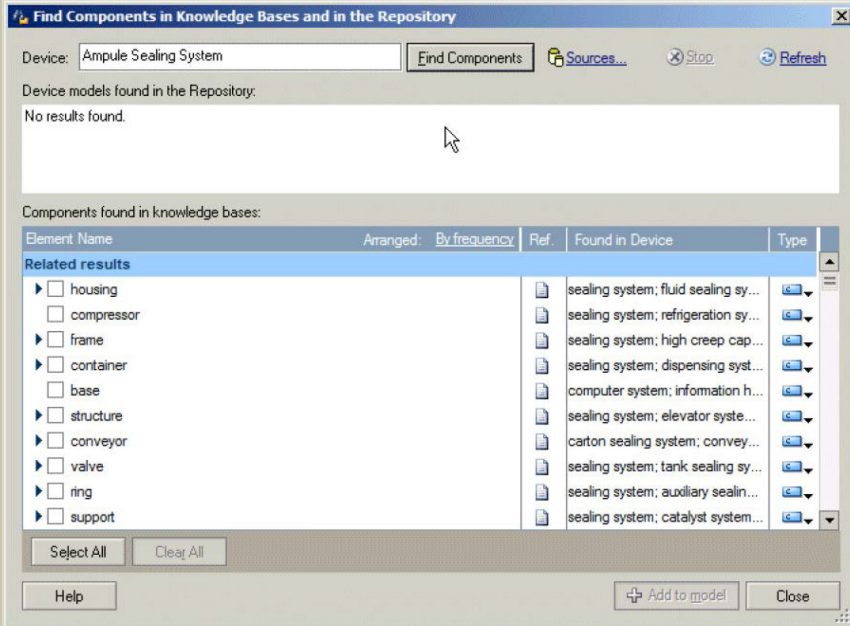 Find Components in Knowledge Bases and in the Repository
Device: Ampule Sealing System Find Components Sources... Stop Refresh
Device models found in the Repository:
No results found.
Components found in knowledge bases:
Element Name Arranged: By frequency Ref. Found in Device Type
Related results
housing sealing system; fluid sealing sy...
compressor sealing system; refrigeration sy...
frame sealing system; high creep cap...
container sealing system; dispensing syst...
base computer system; information h...
structure sealing system; elevator syste...
conveyor carton sealing system; convey...
valve sealing system; tank sealing sy...
ring sealing system; auxiliary sealin...
support sealing system; catalyst system...
Select All Clear All
Help Add to model Close